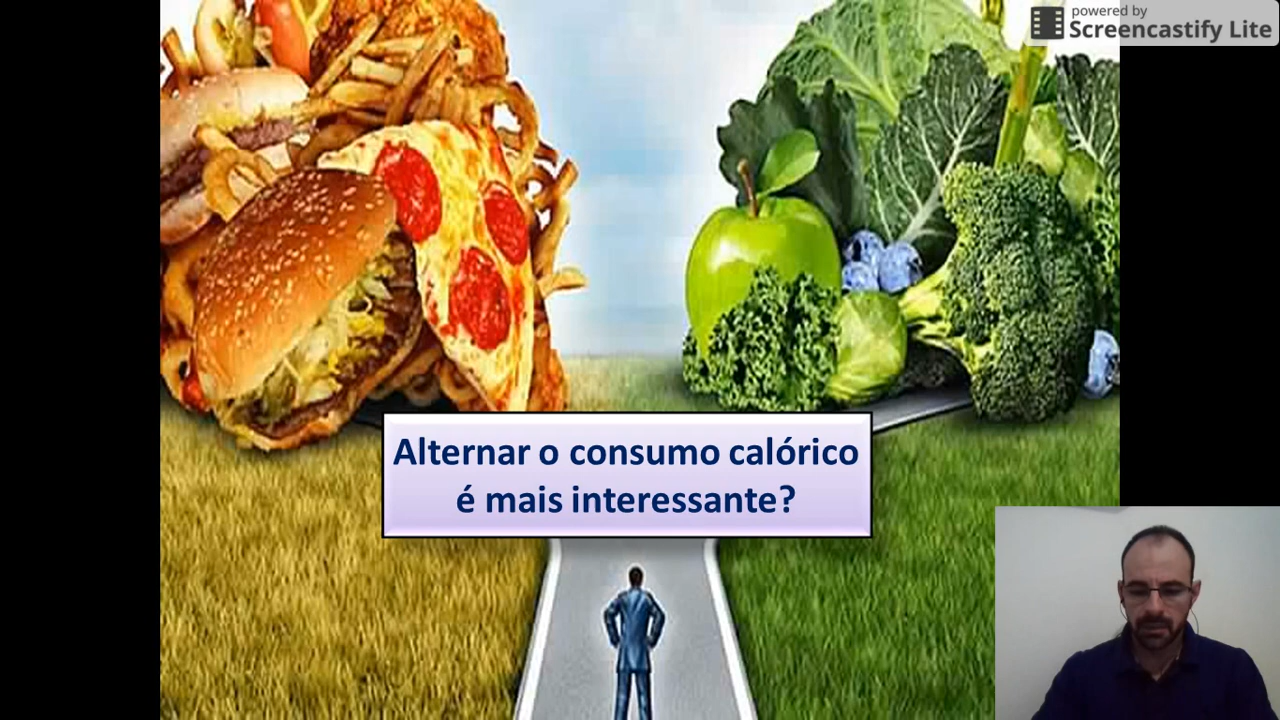 powered by
Screencastify Lite
Alternar o consumo calórico
é mais interessante?